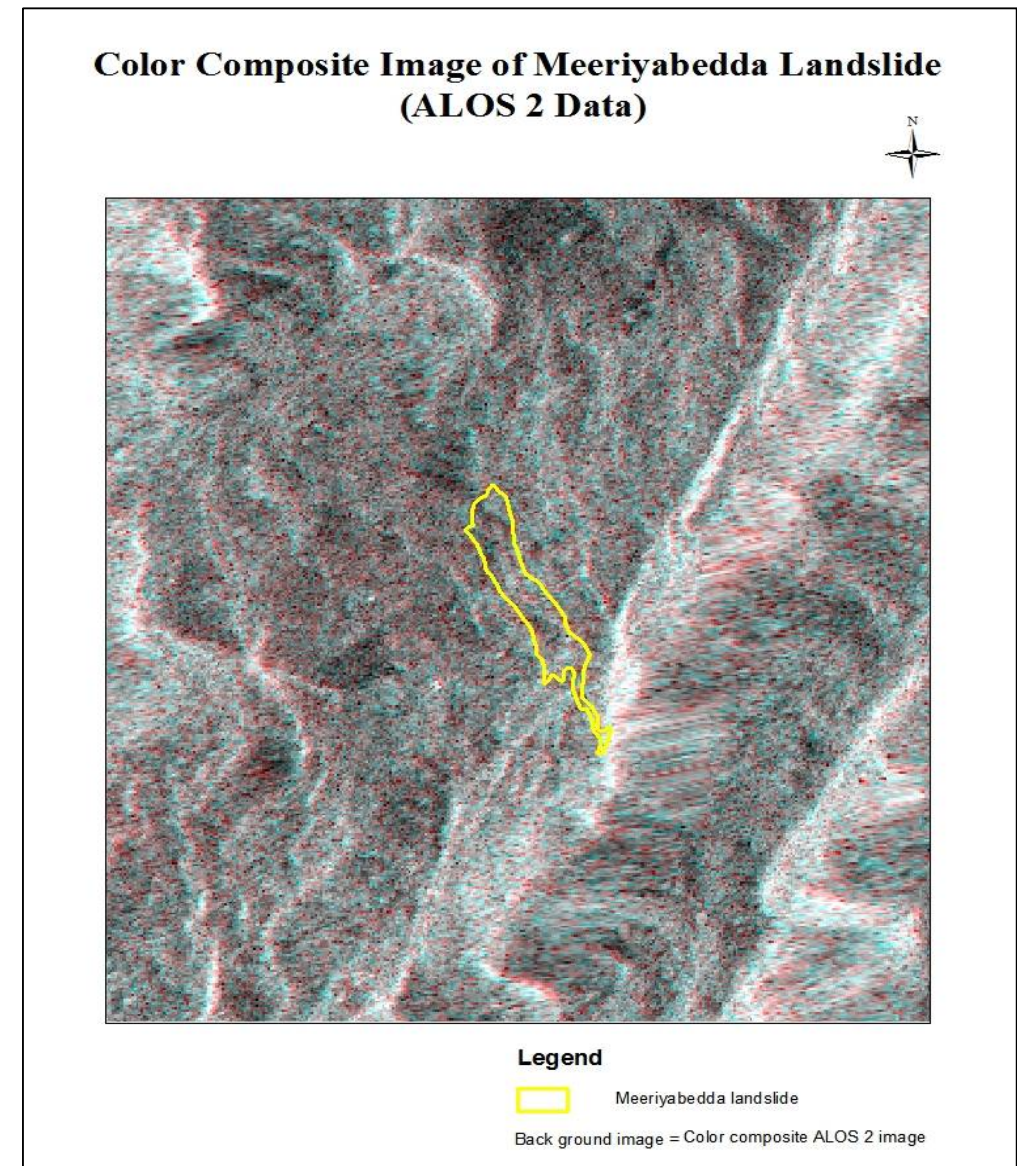 Color Composite Image of Meeriyabedda Landslide
(ALOS 2 Data)
N
Legend
Meeriyabedda landslide
Back ground image = Color composite ALOS 2 image